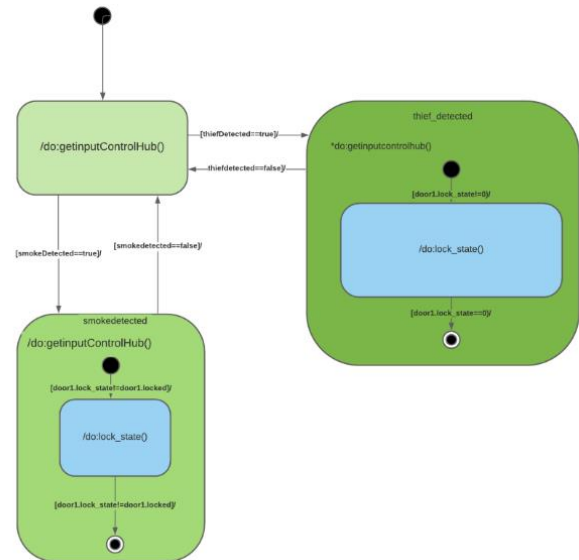 thief_detected
/do:getinputControlHub()
[thiefDetected==true]/
*do:getinputcontrolhub()
thiefdetected==false]/
[door1.lock_state!=0)/
/do:lock_state()
[smokedetected==false]/
[smokeDetected==true]/
[door1.lock_state==0)/
smokedetected
/do:getinputControlHub()
[door1.lock_state!=door1.locked]/
/do:lock_state()
[door1.lock_state!=door1.locked]/